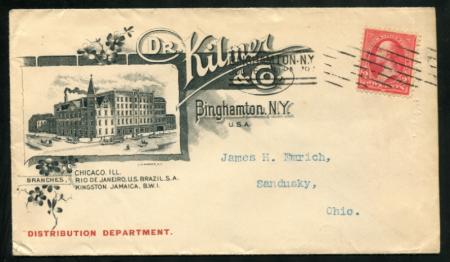 DR. Kilmer
& CO.
Binghamton, N.Y.
U.S.A.
BRANCHES,
CHICAGO, ILL.
RIO DE JANEIRO, U.S. BRAZIL, S.A.
KINGSTON JAMAICA, B.W.I.
James H. Emrich,
Sandusky,
Ohio.
DISTRIBUTION DEPARTMENT.